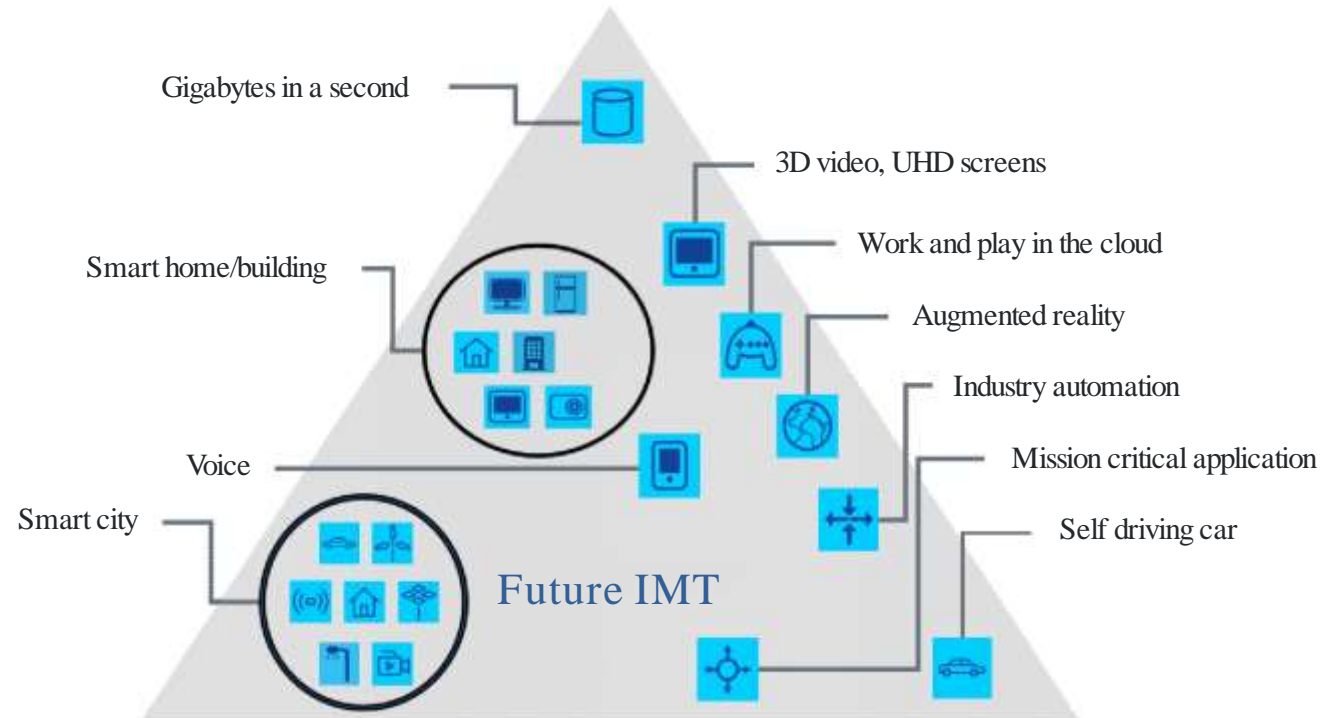 Gigabytes in a second
3D video, UHD screens
Work and play in the cloud
Smart home/building
Augmented reality
Industry automation
Voice
Mission critical application
Smart city
Self driving car
Future IMT